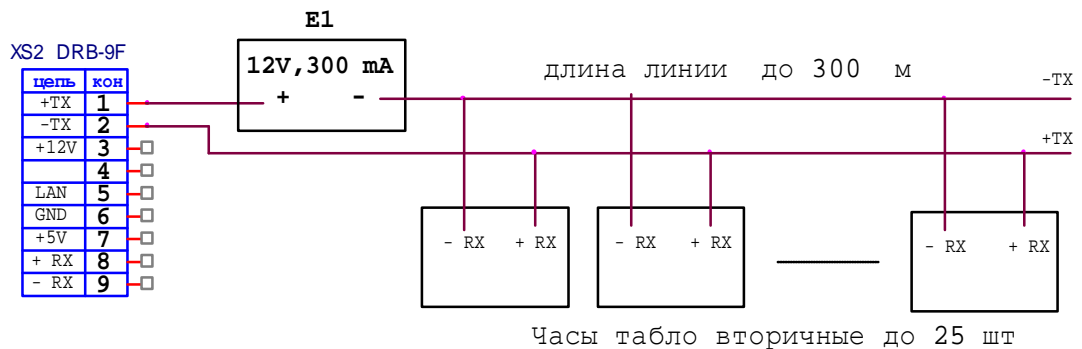 E1
XS2 DRB-9F
12V,300 mA
+ -
длина линии до 300 м
-TX
+TX
цепь кон
+TX 1
-TX 2
+12V 3
4
LAN 5
GND 6
+5V 7
+ RX 8
- RX 9
- RX + RX
- RX + RX
- RX + RX
Часы табло вторичные до 25 шт